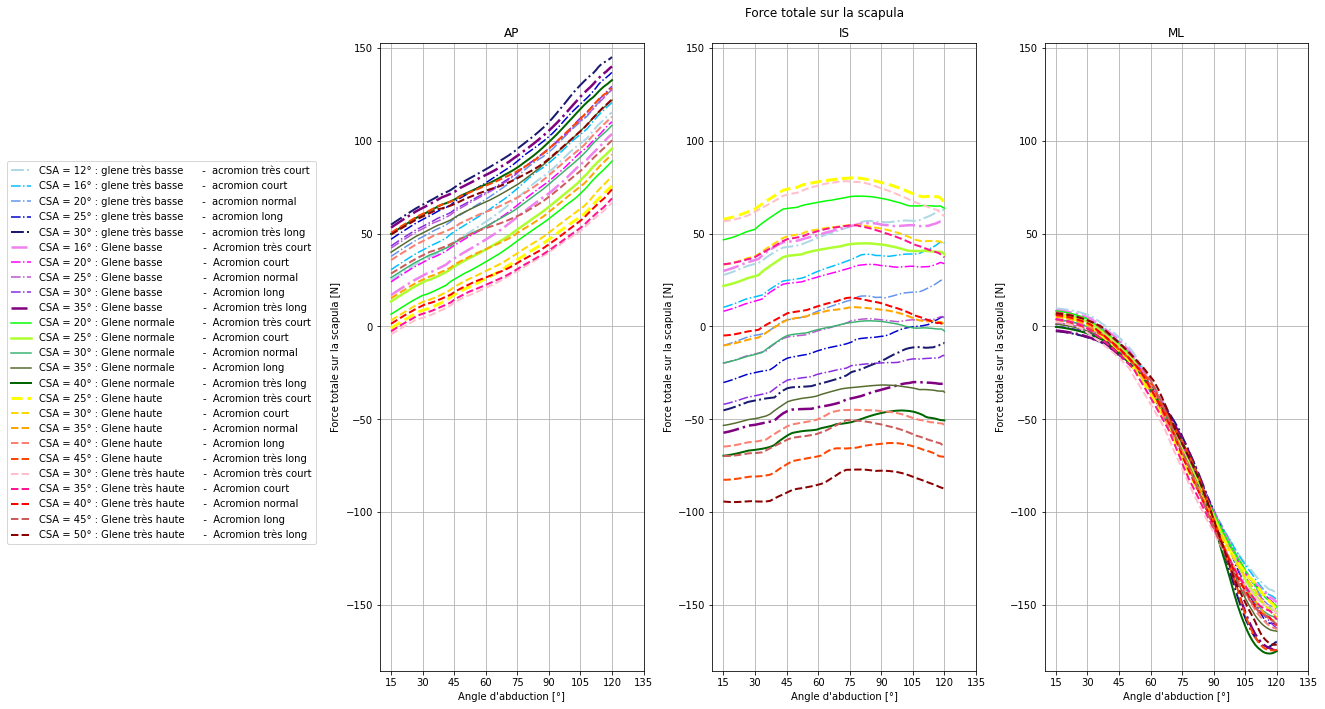 Force totale sur la scapula
CSA = 12° : glene très basse - acromion très court
CSA = 16° : glene très basse - acromion court
CSA = 20° : glene très basse - acromion normal
CSA = 25° : glene très basse - acromion long
CSA = 30° : glene très basse - acromion très long
CSA = 16° : Glene basse - Acromion très court
CSA = 20° : Glene basse - Acromion court
CSA = 25° : Glene basse - Acromion normal
CSA = 30° : Glene basse - Acromion long
CSA = 35° : Glene basse - Acromion très long
CSA = 20° : Glene normale - Acromion très court
CSA = 25° : Glene normale - Acromion court
CSA = 30° : Glene normale - Acromion normal
CSA = 35° : Glene normale - Acromion long
CSA = 40° : Glene normale - Acromion très long
CSA = 25° : Glene haute - Acromion très court
CSA = 30° : Glene haute - Acromion court
CSA = 35° : Glene haute - Acromion normal
CSA = 40° : Glene haute - Acromion long
CSA = 45° : Glene haute - Acromion très long
CSA = 30° : Glene très haute - Acromion très court
CSA = 35° : Glene très haute - Acromion court
CSA = 40° : Glene très haute - Acromion normal
CSA = 45° : Glene très haute - Acromion long
CSA = 50° : Glene très haute - Acromion très long
AP
Force totale sur la scapula [N]
150
100
50
0
−50
−100
−150
15 30 45 60 75 90 105 120 135
Angle d'abduction [°]
IS
Force totale sur la scapula [N]
150
100
50
0
−50
−100
−150
15 30 45 60 75 90 105 120 135
Angle d'abduction [°]
ML
Force totale sur la scapula [N]
150
100
50
0
−50
−100
−150
15 30 45 60 75 90 105 120 135
Angle d'abduction [°]